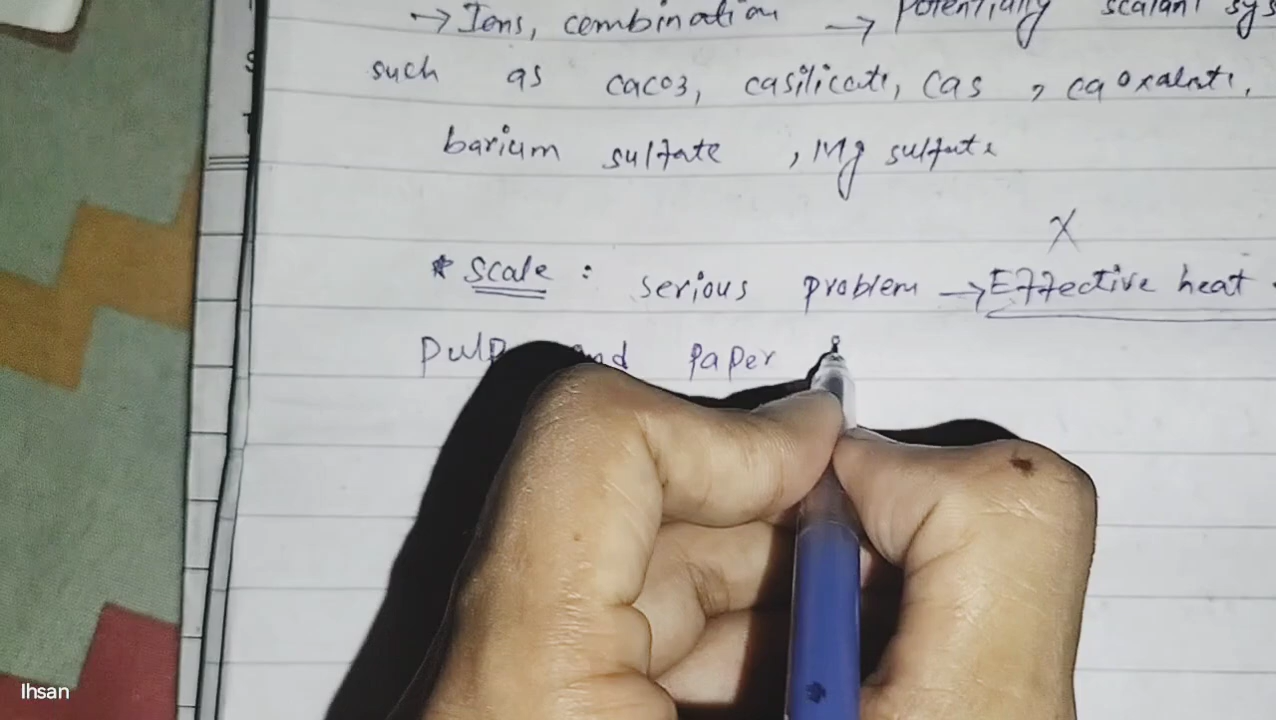 → Ions, combination → Potentially scalant sys
such as caco3, casilicate, cas , ca oxalate,
barium sulfate , Mg sulfate
X
* scale : serious problem → Effective heat
Pulp and Paper
Ihsan